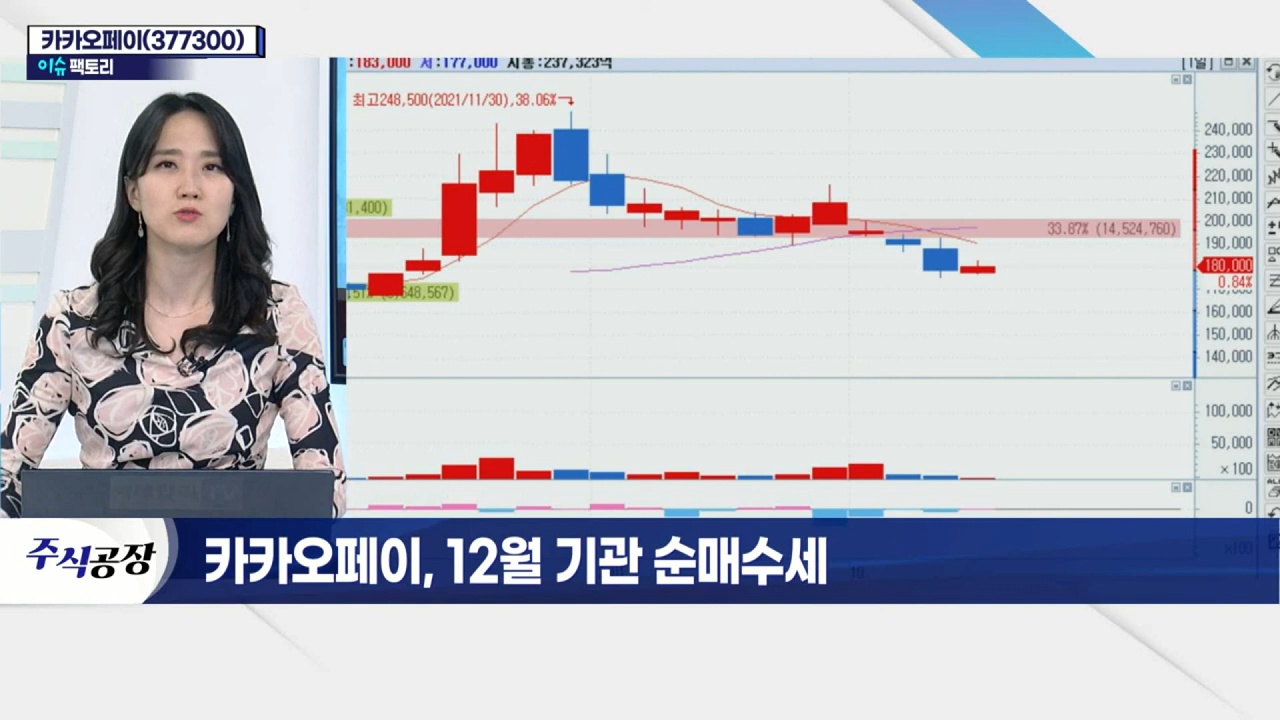 카카오페이(377300)
이슈 팩토리
:183,000 저:177,000 시총:237,323억
[1일]
최고248,500(2021/11/30),38.06%
240,000
230,000
220,000
210,000
1,400)
200,000
33.87% (14,524,760)
190,000
180,000
0.84%
160,000
150,000
140,000
100,000
50,000
×100
0
주식공장
카카오페이, 12월 기관 순매수세